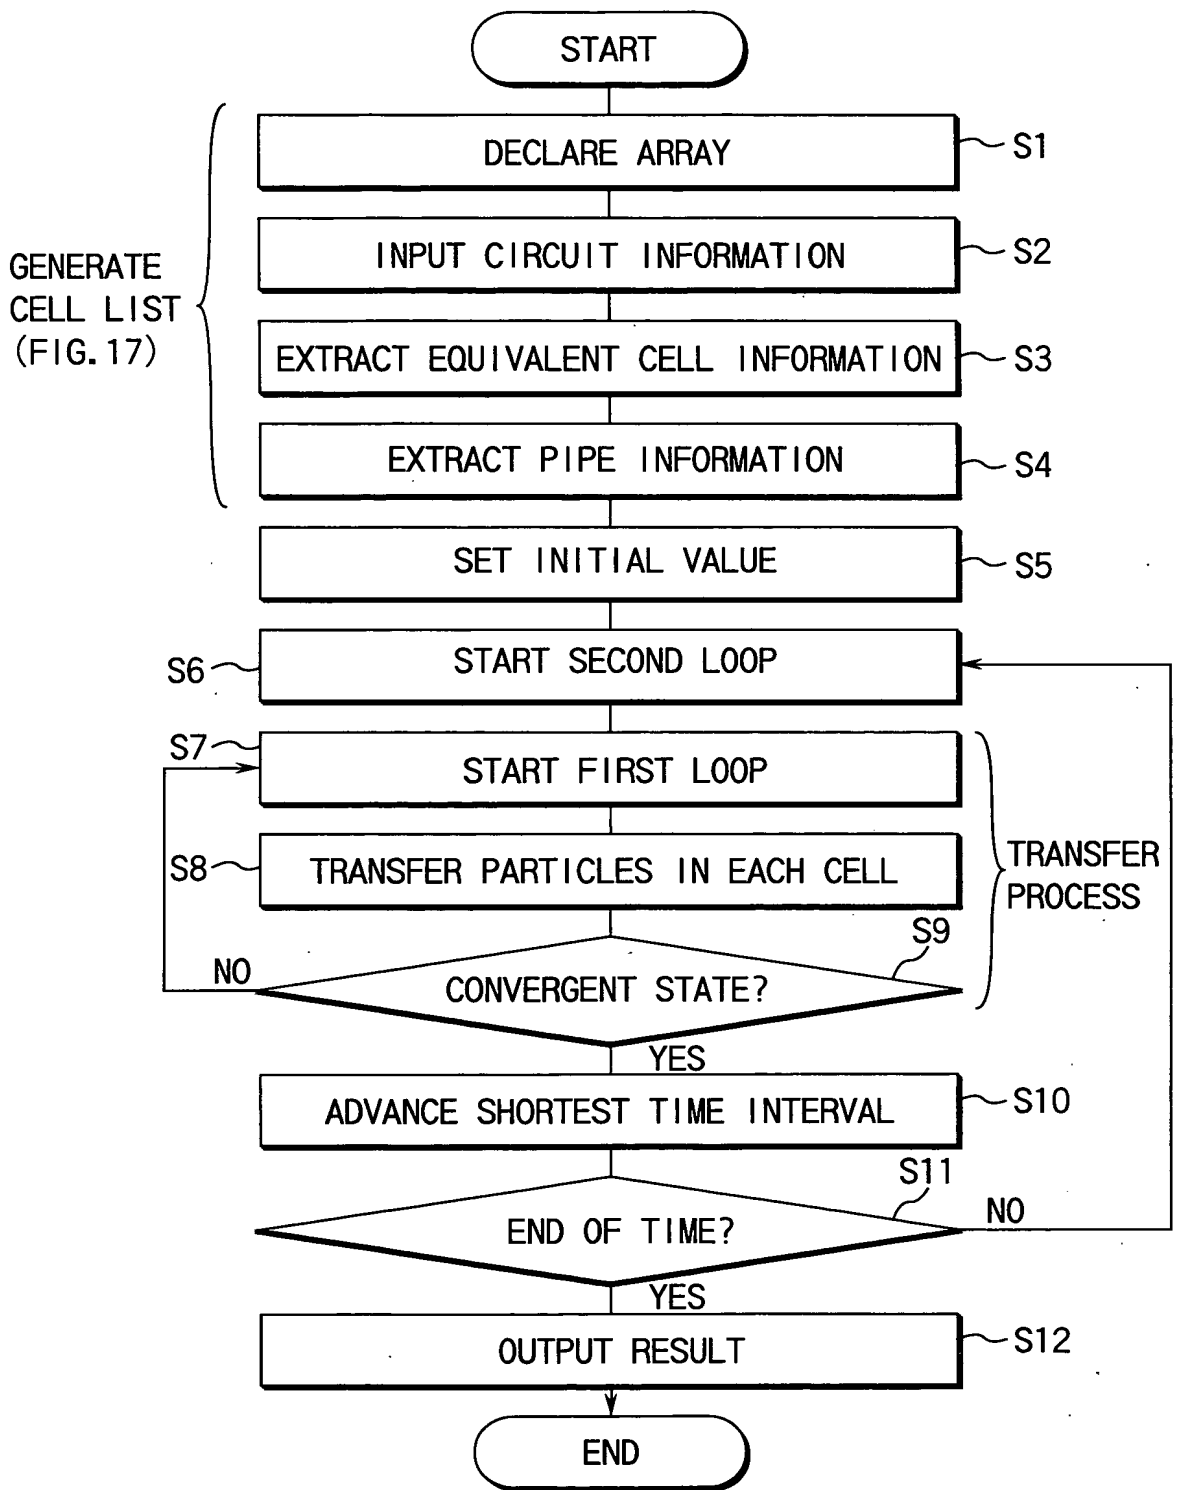 START
DECLARE ARRAY
S1
INPUT CIRCUIT INFORMATION
S2
GENERATE
CELL LIST
(FIG.17)
EXTRACT EQUIVALENT CELL INFORMATION
S3
EXTRACT PIPE INFORMATION
S4
SET INITIAL VALUE
S5
S6
START SECOND LOOP
S7
START FIRST LOOP
S8
TRANSFER PARTICLES IN EACH CELL
TRANSFER
PROCESS
S9
NO
CONVERGENT STATE?
YES
ADVANCE SHORTEST TIME INTERVAL
S10
S11
END OF TIME?
NO
YES
OUTPUT RESULT
S12
END